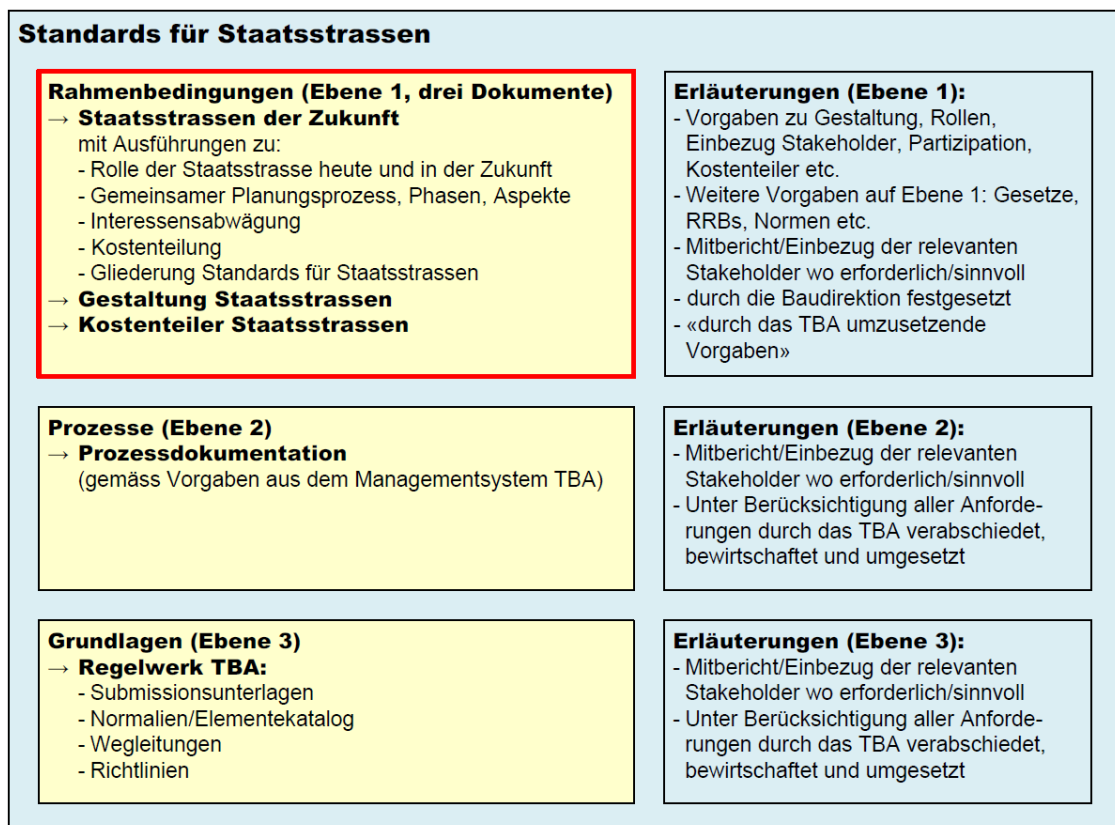 Standards für Staatsstrassen
Rahmenbedingungen (Ebene 1, drei Dokumente)
→ Staatsstrassen der Zukunft
mit Ausführungen zu:
- Rolle der Staatsstrasse heute und in der Zukunft
- Gemeinsamer Planungsprozess, Phasen, Aspekte
- Interessensabwägung
- Kostenteilung
- Gliederung Standards für Staatsstrassen
→ Gestaltung Staatsstrassen
→ Kostenteiler Staatsstrassen
Erläuterungen (Ebene 1):
- Vorgaben zu Gestaltung, Rollen,
Einbezug Stakeholder, Partizipation,
Kostenteiler etc.
- Weitere Vorgaben auf Ebene 1: Gesetze,
RRBs, Normen etc.
- Mitbericht/Einbezug der relevanten
Stakeholder wo erforderlich/sinnvoll
- durch die Baudirektion festgesetzt
- «durch das TBA umzusetzende
Vorgaben»
Prozesse (Ebene 2)
→ Prozessdokumentation
(gemäss Vorgaben aus dem Managementsystem TBA)
Erläuterungen (Ebene 2):
- Mitbericht/Einbezug der relevanten
Stakeholder wo erforderlich/sinnvoll
- Unter Berücksichtigung aller Anforde-
rungen durch das TBA verabschiedet,
bewirtschaftet und umgesetzt
Grundlagen (Ebene 3)
→ Regelwerk TBA:
- Submissionsunterlagen
- Normalien/Elementekatalog
- Wegleitungen
- Richtlinien
Erläuterungen (Ebene 3):
- Mitbericht/Einbezug der relevanten
Stakeholder wo erforderlich/sinnvoll
- Unter Berücksichtigung aller Anforde-
rungen durch das TBA verabschiedet,
bewirtschaftet und umgesetzt